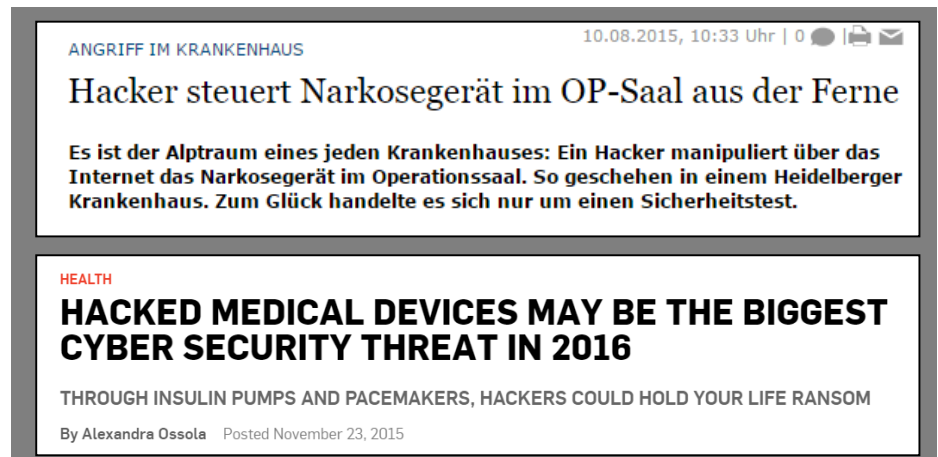 ANGRIFF IM KRANKENHAUS
10.08.2015, 10:33 Uhr | 0 |
Hacker steuert Narkosegerät im OP-Saal aus der Ferne
Es ist der Alptraum eines jeden Krankenhauses: Ein Hacker manipuliert über das
Internet das Narkosegerät im Operationssaal. So geschehen in einem Heidelberger
Krankenhaus. Zum Glück handelte es sich nur um einen Sicherheitstest.
HEALTH
HACKED MEDICAL DEVICES MAY BE THE BIGGEST
CYBER SECURITY THREAT IN 2016
THROUGH INSULIN PUMPS AND PACEMAKERS, HACKERS COULD HOLD YOUR LIFE RANSOM
By Alexandra Ossola Posted November 23, 2015